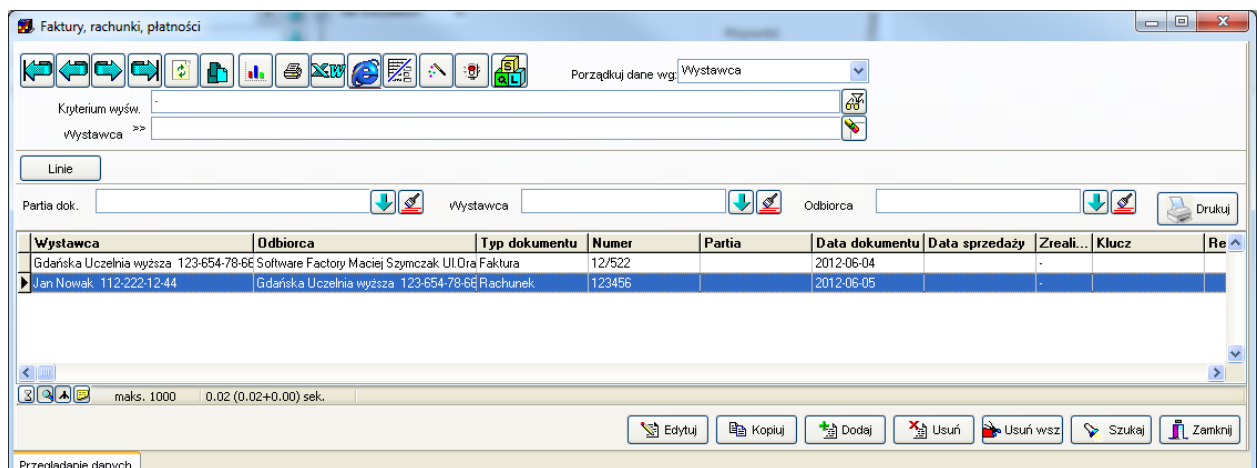 Faktury, rachunki, płatności
Porządkuj dane wg: Wystawca
Kryterium wyśw. -
Wystawca >>
Linie
Partia dok. Wystawca Odbiorca Drukuj
Wystawca Odbiorca Typ dokumentu Numer Partia Data dokumentu Data sprzedaży Zreali... Klucz Re
Gdańska Uczelnia wyższa 123-654-78-66 Software Factory Maciej Szymczak Ul.Ora Faktura 12/522 2012-06-04 -
Jan Nowak 112-222-12-44 Gdańska Uczelnia wyższa 123-654-78-66 Rachunek 123456 2012-06-05 -
maks. 1000 0.02 (0.02+0.00) sek.
Edytuj Kopiuj Dodaj Usuń Usuń wsz Szukaj Zamknij
Przeglądanie danych